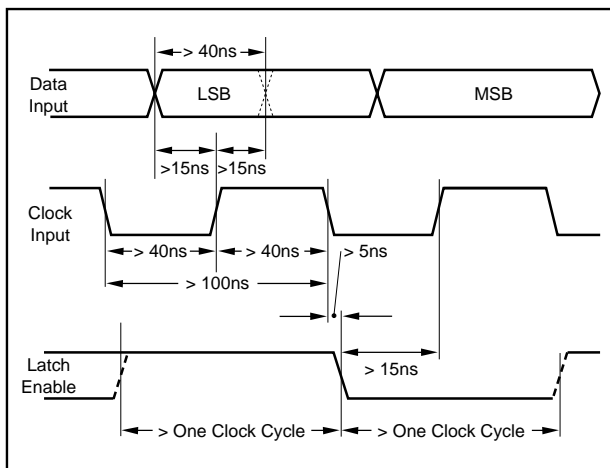 > 40ns
Data
Input
LSB
MSB
>15ns
>15ns
Clock
Input
> 40ns
> 40ns
> 5ns
> 100ns
Latch
Enable
> 15ns
> One Clock Cycle
> One Clock Cycle